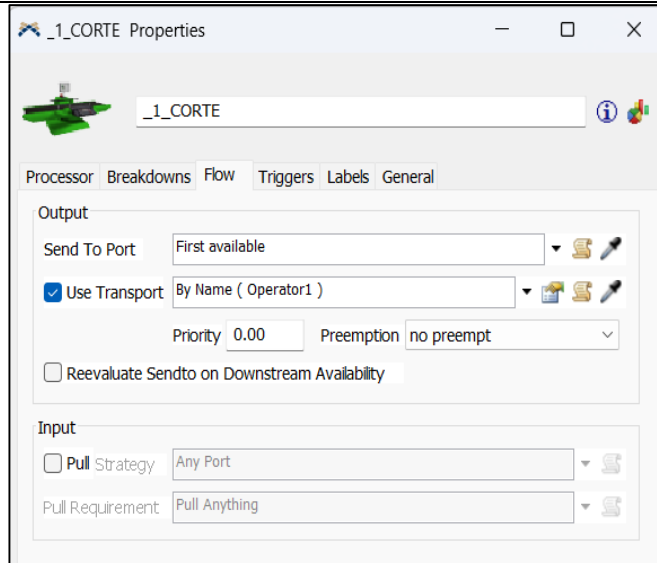 _1_CORTE Properties
_1_CORTE
Processor Breakdowns Flow Triggers Labels General
Output
Send To Port First available
Use Transport By Name ( Operator1 )
Priority 0.00 Preemption no preempt
Reevaluate Sendto on Downstream Availability
Input
Pull Strategy Any Port
Pull Requirement Pull Anything